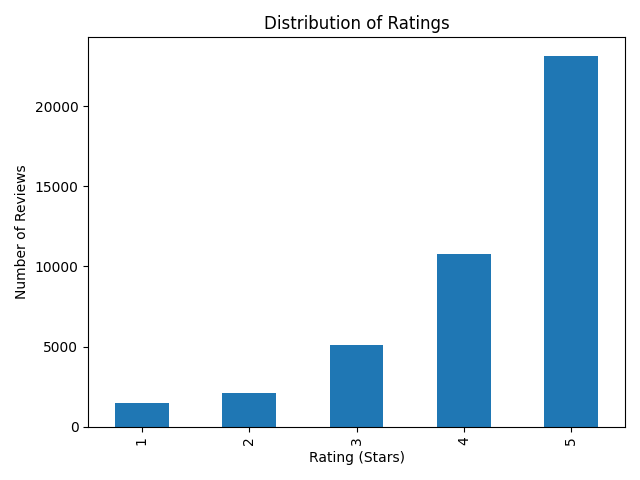 Distribution of Ratings
Number of Reviews
20000
15000
10000
5000
0
1 2 3 4 5
Rating (Stars)